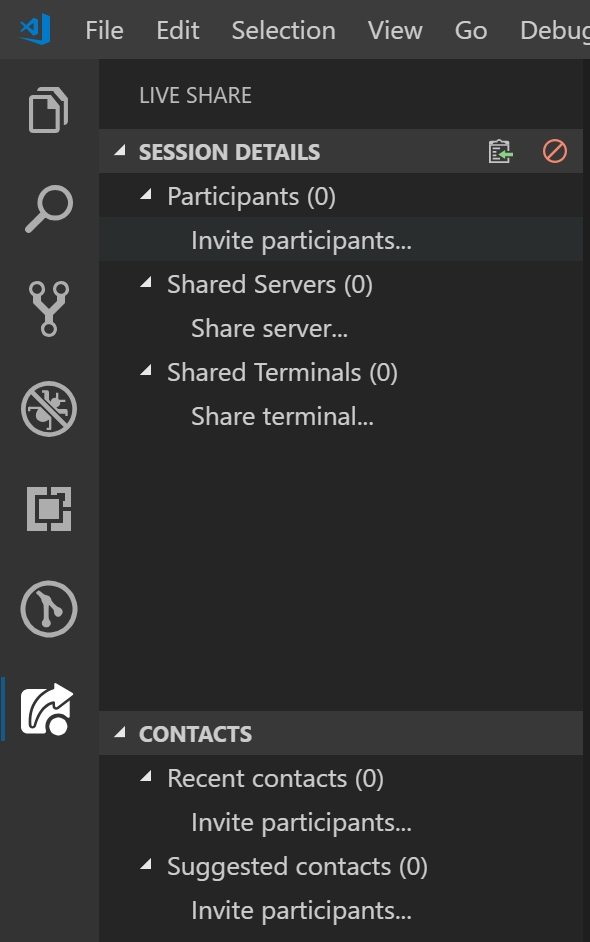 File Edit Selection View Go Debug
LIVE SHARE
SESSION DETAILS
Participants (0)
Invite participants...
Shared Servers (0)
Share server...
Shared Terminals (0)
Share terminal...
CONTACTS
Recent contacts (0)
Invite participants...
Suggested contacts (0)
Invite participants...